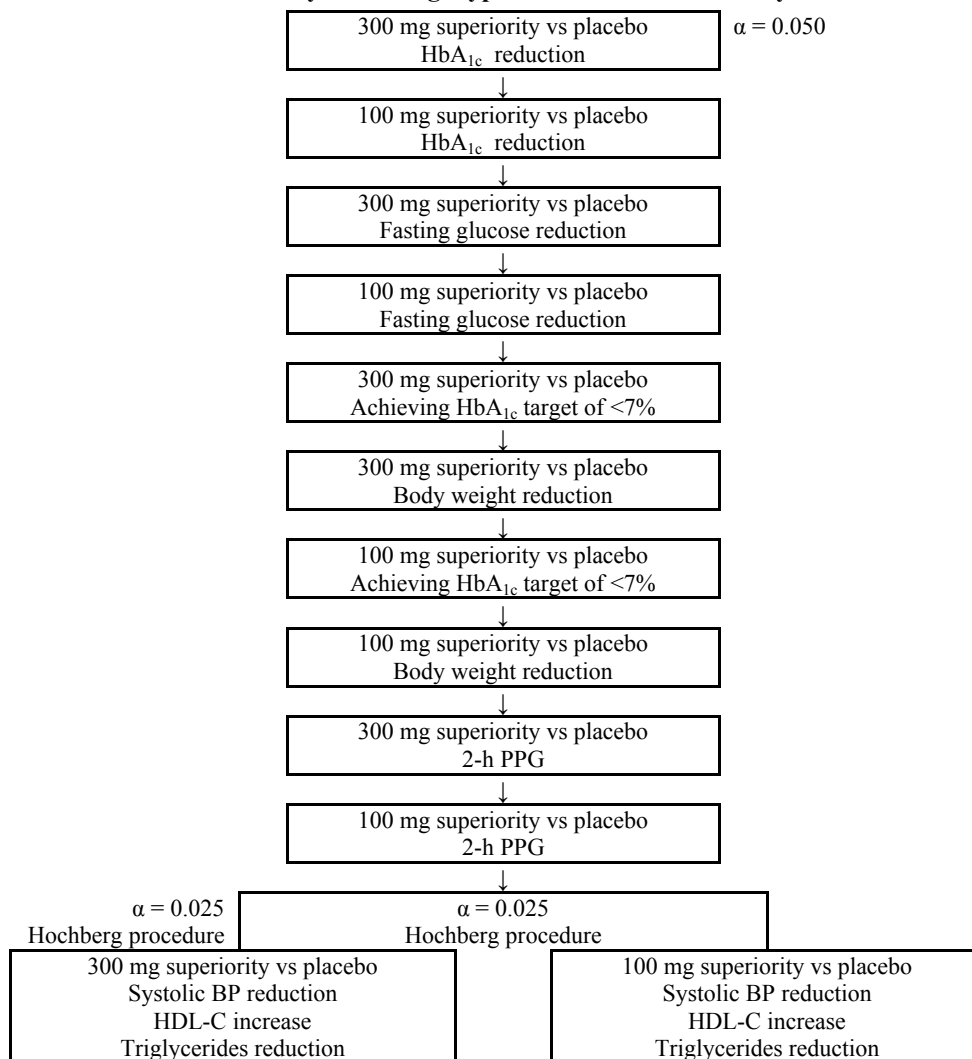 300 mg superiority vs placebo
HbA1c reduction
α = 0.050
↓
100 mg superiority vs placebo
HbA1c reduction
↓
300 mg superiority vs placebo
Fasting glucose reduction
↓
100 mg superiority vs placebo
Fasting glucose reduction
↓
300 mg superiority vs placebo
Achieving HbA1c target of <7%
↓
300 mg superiority vs placebo
Body weight reduction
↓
100 mg superiority vs placebo
Achieving HbA1c target of <7%
↓
100 mg superiority vs placebo
Body weight reduction
↓
300 mg superiority vs placebo
2-h PPG
↓
100 mg superiority vs placebo
2-h PPG
↓
α = 0.025
Hochberg procedure
α = 0.025
Hochberg procedure
300 mg superiority vs placebo
Systolic BP reduction
HDL-C increase
Triglycerides reduction
100 mg superiority vs placebo
Systolic BP reduction
HDL-C increase
Triglycerides reduction